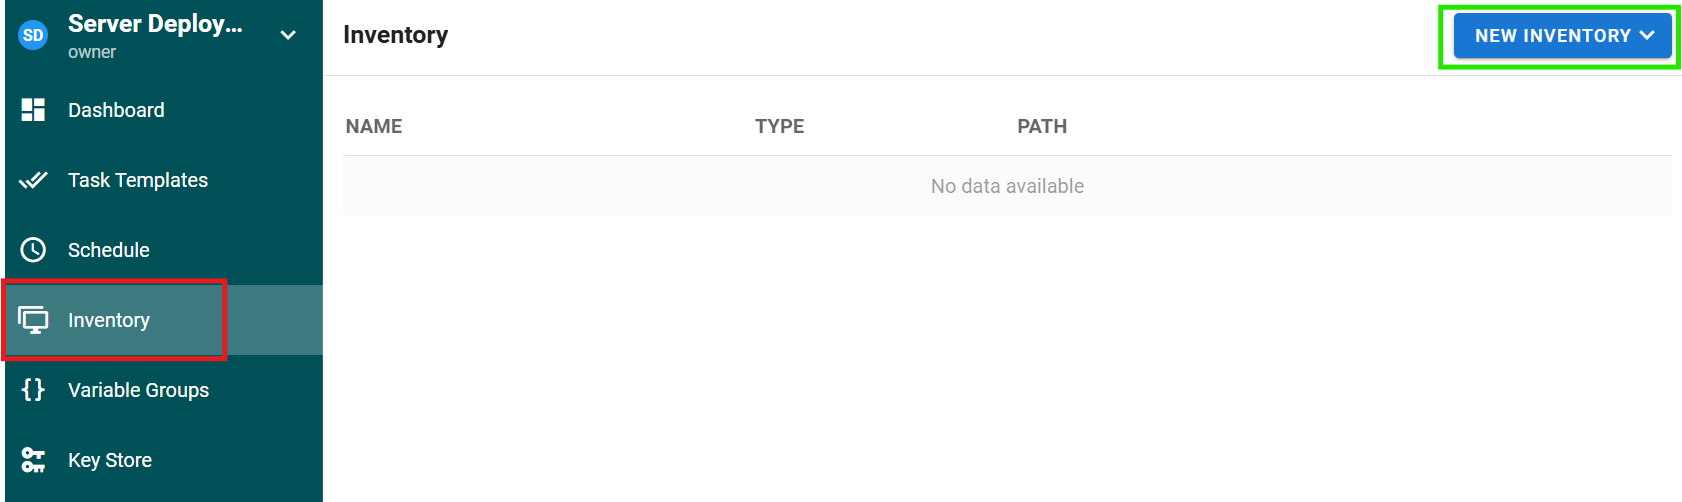 SD
Server Deploy...
owner
Dashboard
Task Templates
Schedule
Inventory
Variable Groups
Key Store
Inventory
NEW INVENTORY
NAME TYPE PATH
No data available